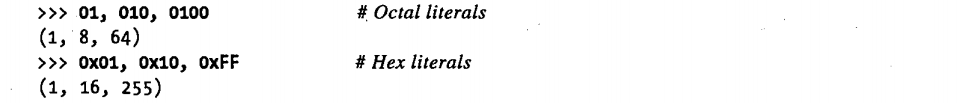 >>> 01, 010, 0100 # Octal literals
(1, 8, 64)
>>> 0x01, 0x10, 0xFF # Hex literals
(1, 16, 255)